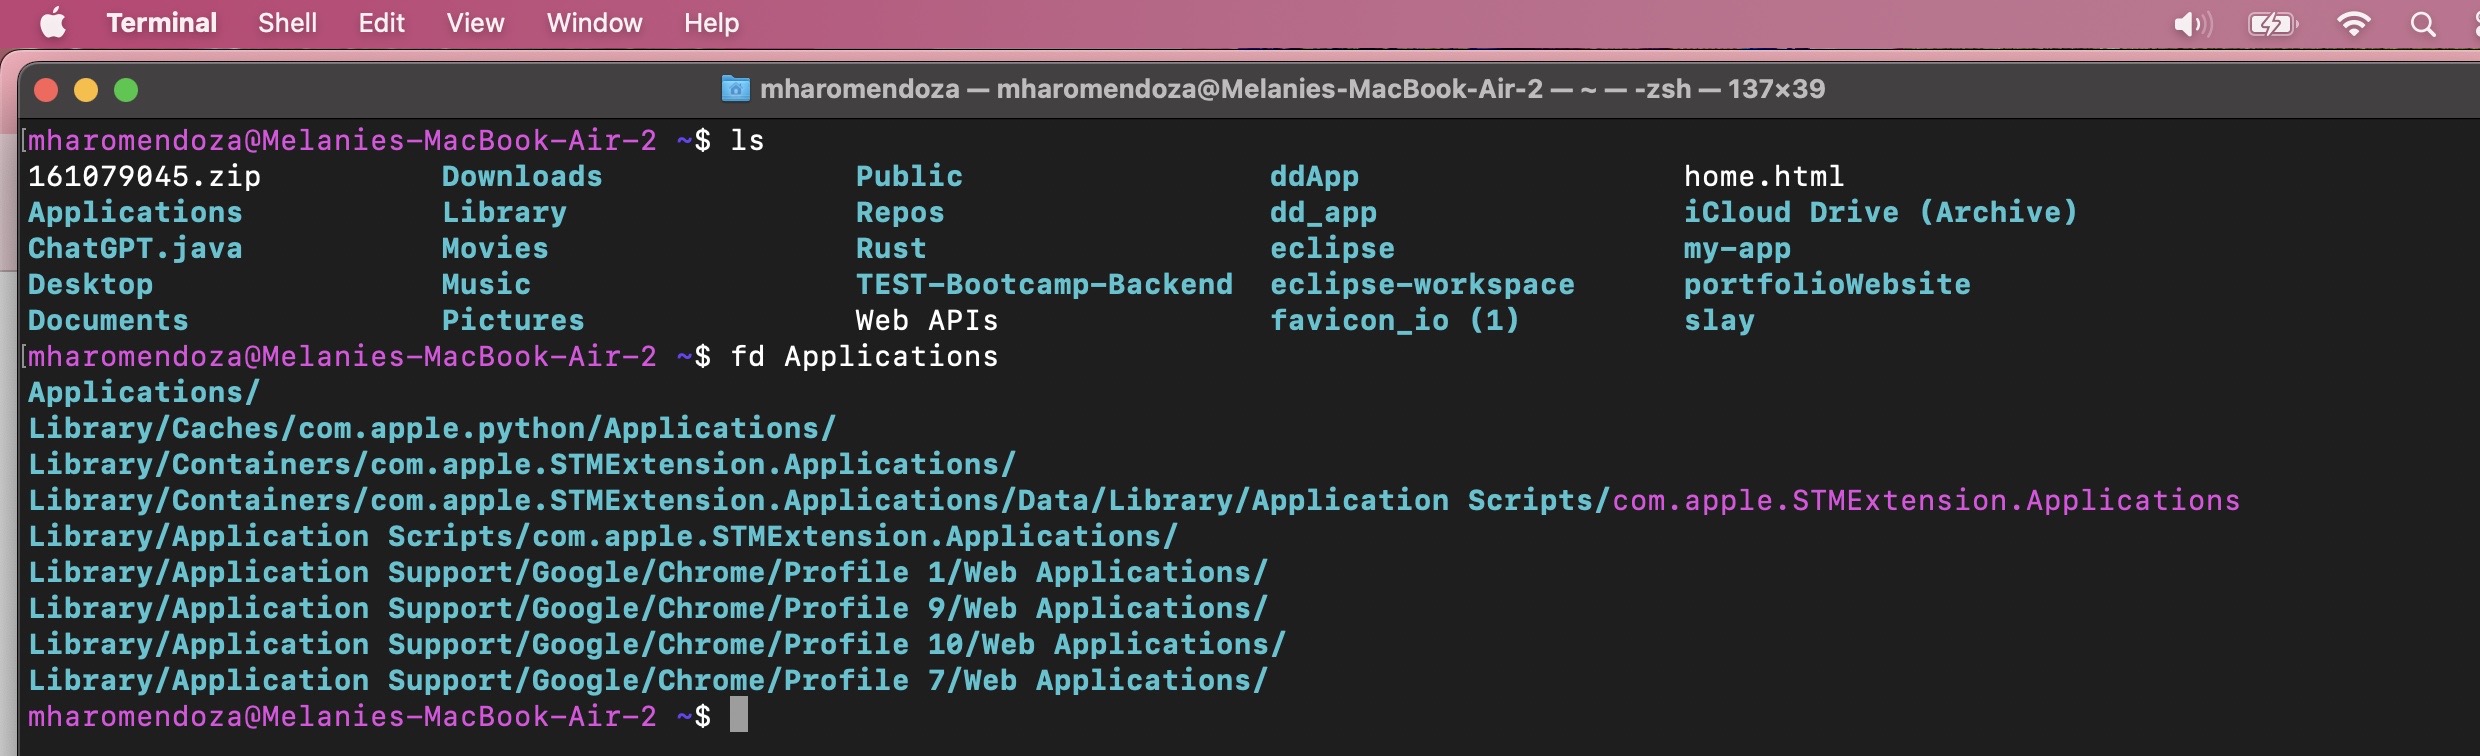 Terminal Shell Edit View Window Help
mharomendoza — mharomendoza@Melanies-MacBook-Air-2 — ~ — -zsh — 137×39
[mharomendoza@Melanies-MacBook-Air-2 ~$ ls
161079045.zip Downloads Public ddApp home.html
Applications Library Repos dd_app iCloud Drive (Archive)
ChatGPT.java Movies Rust eclipse my-app
Desktop Music TEST-Bootcamp-Backend eclipse-workspace portfolioWebsite
Documents Pictures Web APIs favicon_io (1) slay
[mharomendoza@Melanies-MacBook-Air-2 ~$ fd Applications
Applications/
Library/Caches/com.apple.python/Applications/
Library/Containers/com.apple.STMExtension.Applications/
Library/Containers/com.apple.STMExtension.Applications/Data/Library/Application Scripts/com.apple.STMExtension.Applications
Library/Application Scripts/com.apple.STMExtension.Applications/
Library/Application Support/Google/Chrome/Profile 1/Web Applications/
Library/Application Support/Google/Chrome/Profile 9/Web Applications/
Library/Application Support/Google/Chrome/Profile 10/Web Applications/
Library/Application Support/Google/Chrome/Profile 7/Web Applications/
mharomendoza@Melanies-MacBook-Air-2 ~$